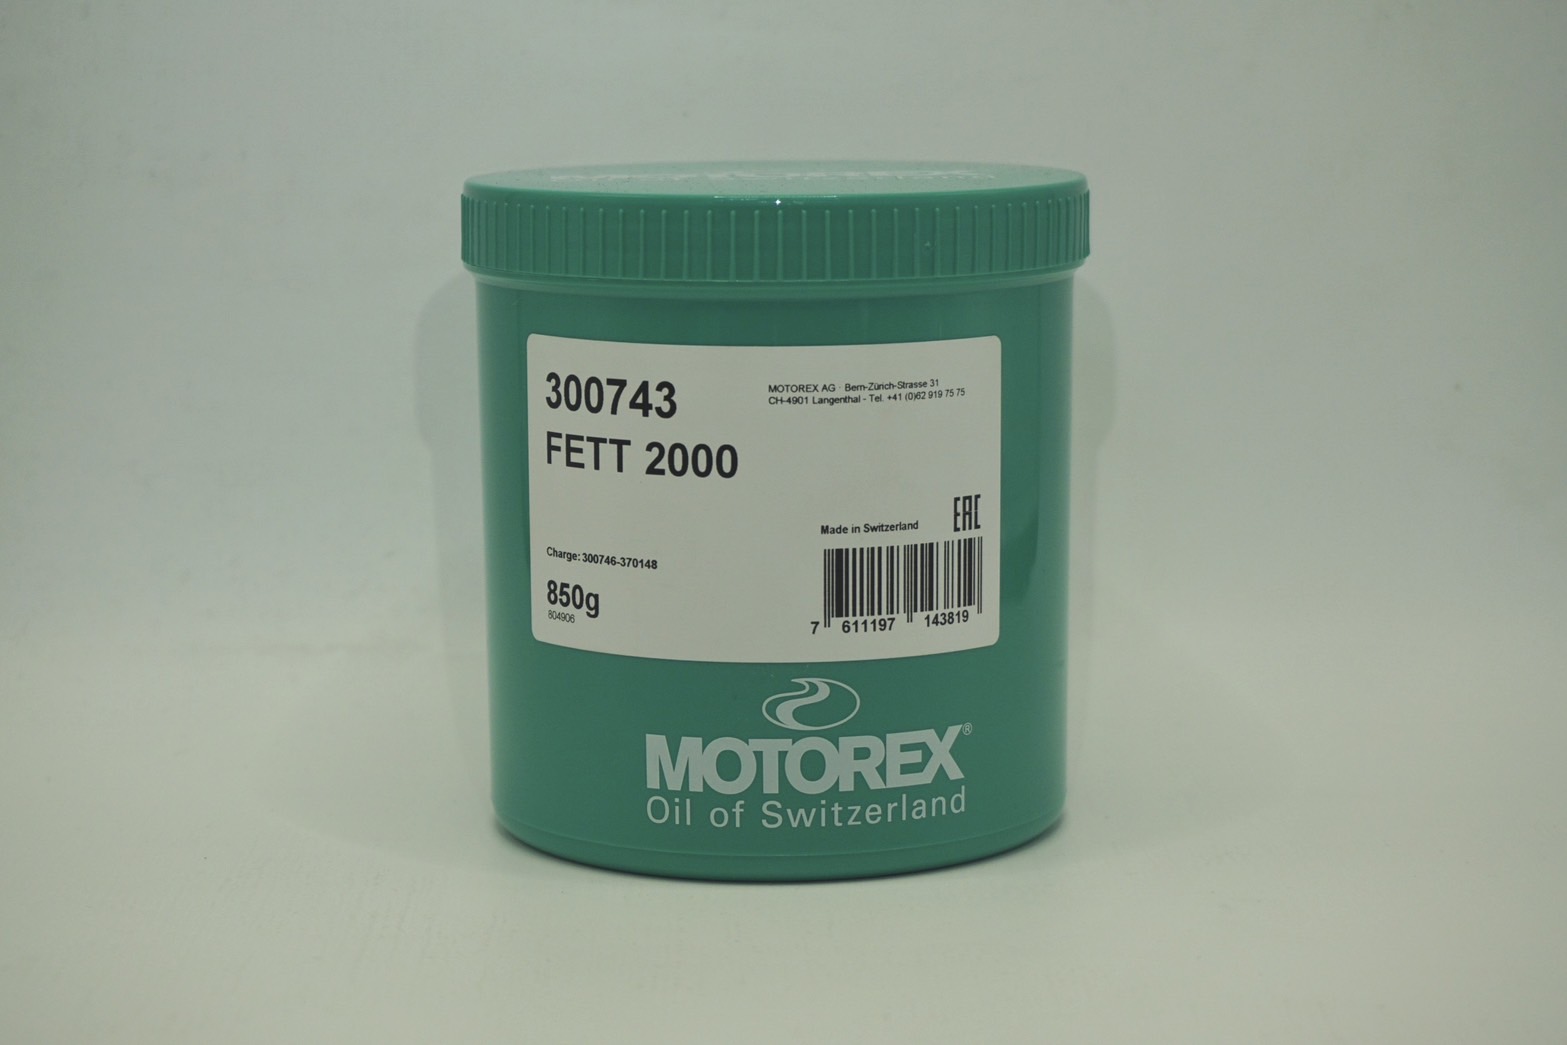 300743
FETT 2000
MOTOREX AG · Bern-Zürich-Strasse 31
CH-4901 Langenthal - Tel. +41 (0)62 919 75 75
Made in Switzerland
EAC
Charge: 300746-370148
850g
804906
7 611197 143819
MOTOREX®
Oil of Switzerland